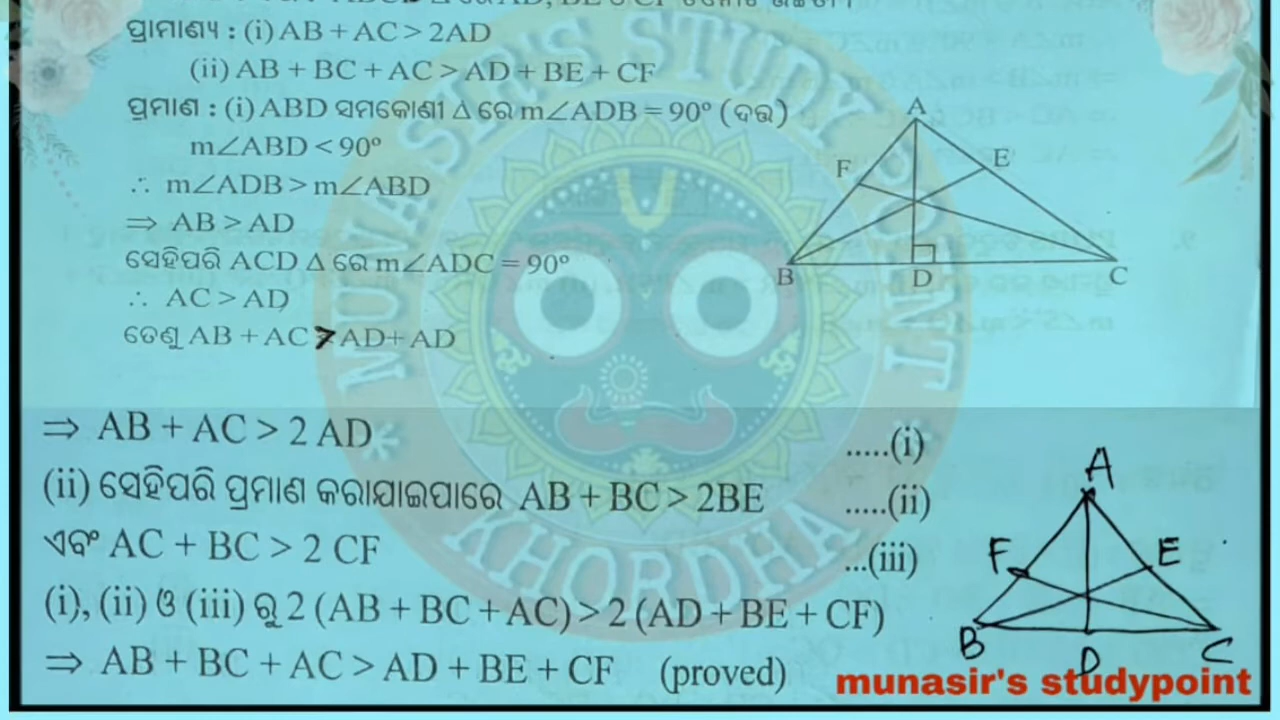 ପ୍ରାମାଣ୍ୟ : (i) AB + AC > 2AD
(ii) AB + BC + AC > AD + BE + CF
ପ୍ରମାଣ : (i) ABD ସମକୋଣୀ Δ ରେ m∠ADB = 90° (ଦତ୍ତ)
m∠ABD < 90°
∴ m∠ADB > m∠ABD
⇒ AB > AD
ସେହିପରି ACD Δ ରେ m∠ADC = 90°
∴ AC > AD
ତେଣୁ AB + AC > AD + AD
A
F E
B D C
⇒ AB + AC > 2 AD .....(i)
(ii) ସେହିପରି ପ୍ରମାଣ କରାଯାଇପାରେ AB + BC > 2BE .....(ii)
ଏବଂ AC + BC > 2 CF ...(iii)
(i), (ii) ଓ (iii) ରୁ 2 (AB + BC + AC) > 2 (AD + BE + CF)
⇒ AB + BC + AC > AD + BE + CF (proved)
A
F E
B D C
MUNASIR'S STUDY POINT
KHORDHA
munasir's studypoint